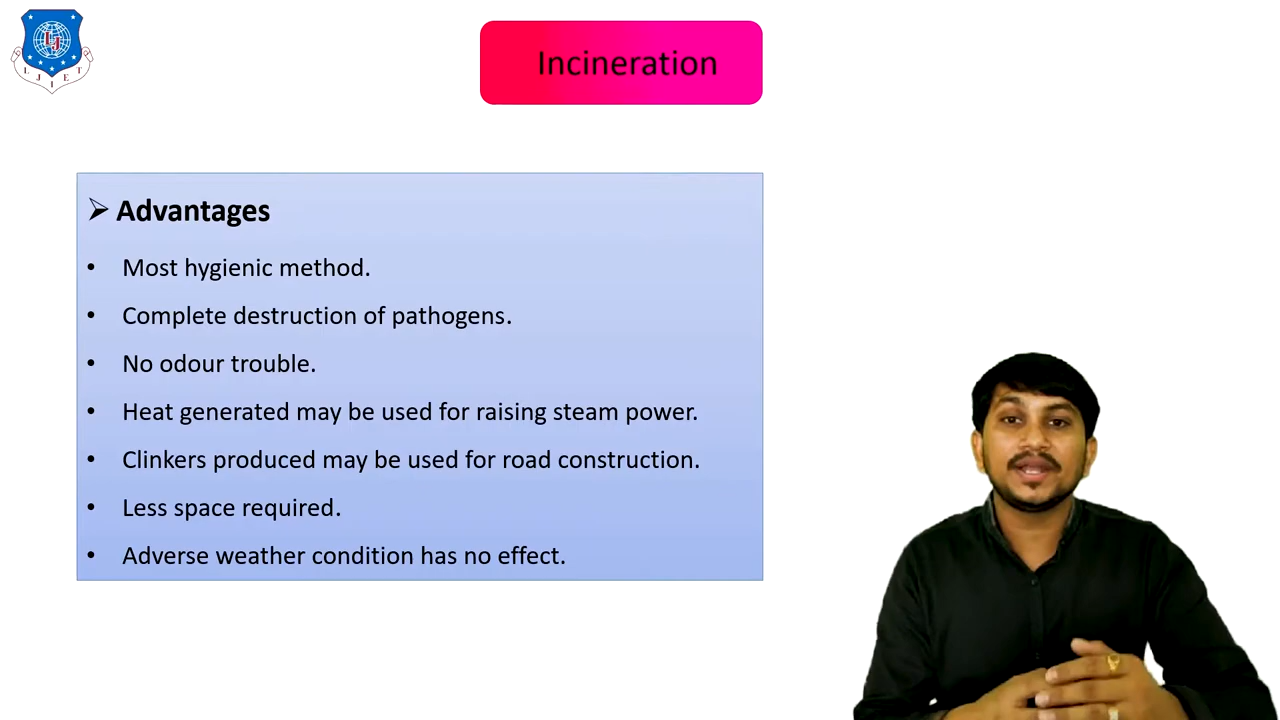 LJ
L J I E T
Incineration
➢ Advantages
• Most hygienic method.
• Complete destruction of pathogens.
• No odour trouble.
• Heat generated may be used for raising steam power.
• Clinkers produced may be used for road construction.
• Less space required.
• Adverse weather condition has no effect.